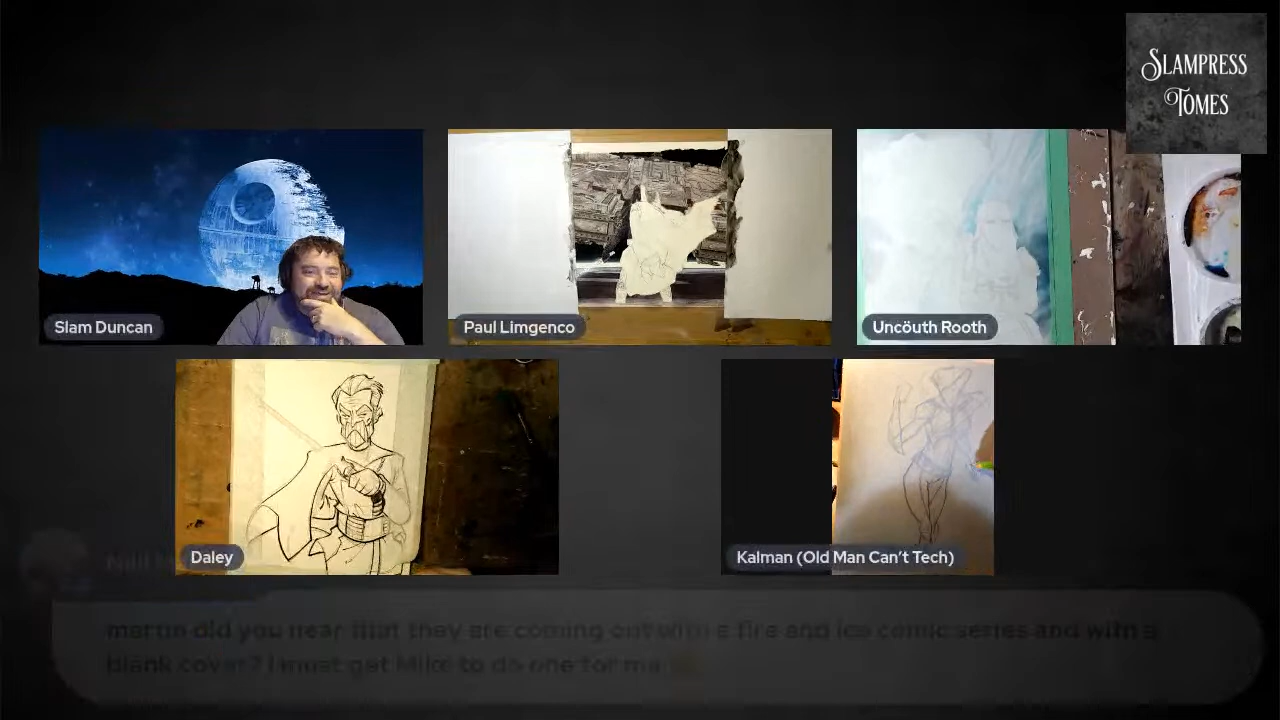 SLAMPRESS
TOMES
Slam Duncan
Paul Limgenco
Uncöuth Rooth
Daley
Kalman (Old Man Can't Tech)
martin did you hear that they are coming out with a fire and ice comic series and with a
blank cover? I must get Mike to do one for me